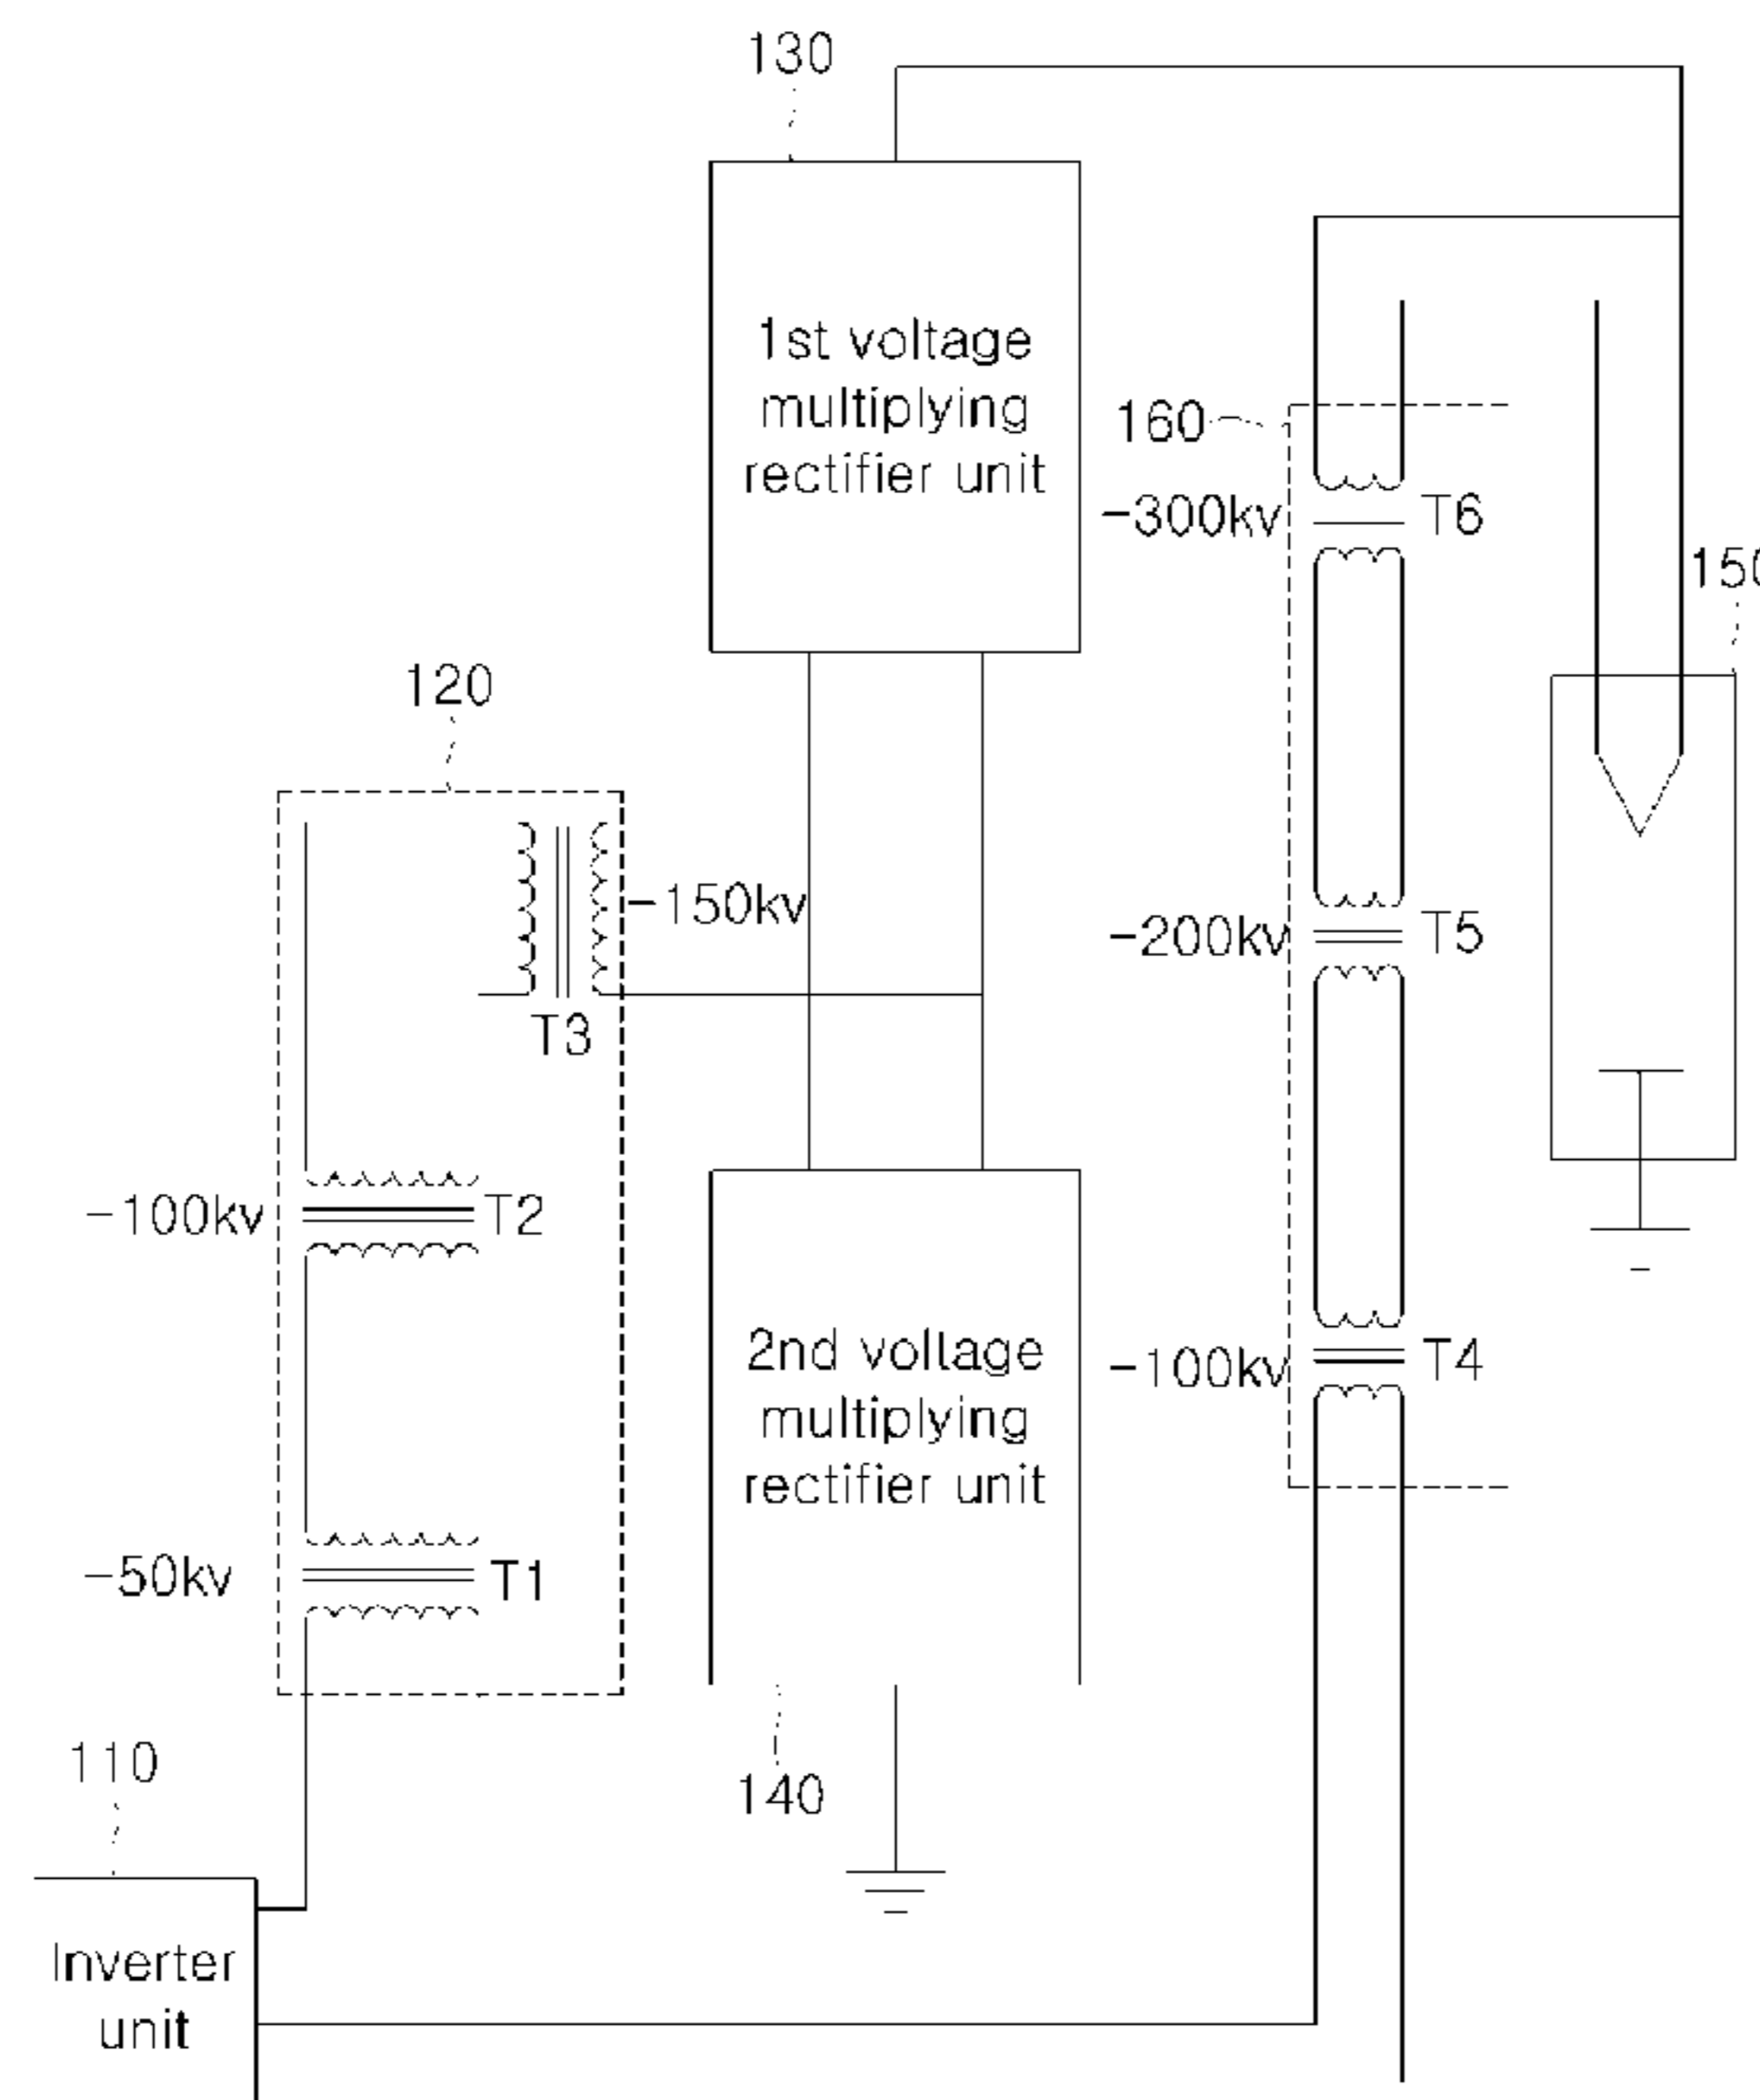 130
1st voltage
multiplying
rectifier unit
160
-300kv
T6
150
120
-150kv
-200kv
T5
T3
-100kv
T2
2nd vollage
multiplying
rectifier unit
-100kv
T4
-50kv
T1
110
140
Inverter
unit